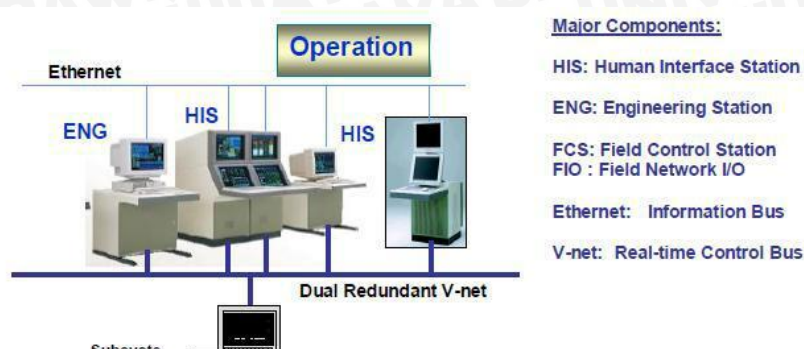 Operation
Ethernet
ENG
HIS
HIS
Dual Redundant V-net
Major Components:
HIS: Human Interface Station
ENG: Engineering Station
FCS: Field Control Station
FIO : Field Network I/O
Ethernet: Information Bus
V-net: Real-time Control Bus